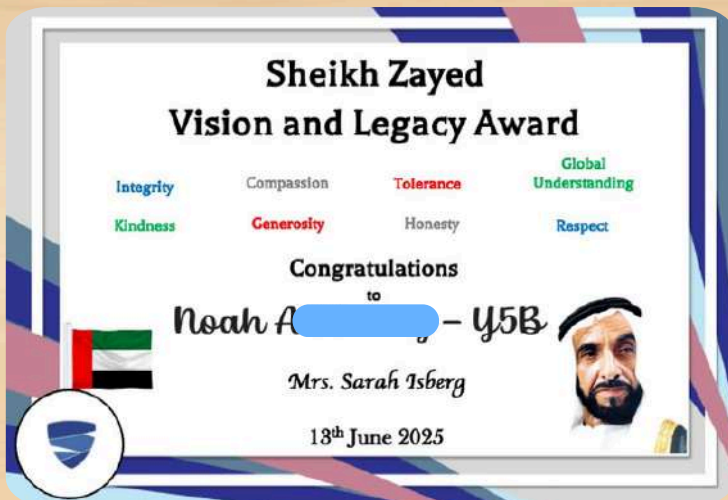 Sheikh Zayed
Vision and Legacy Award
Integrity Compassion Tolerance Global Understanding
Kindness Generosity Honesty Respect
Congratulations
to
Noah A – Y5B
Mrs. Sarah Isberg
13th June 2025